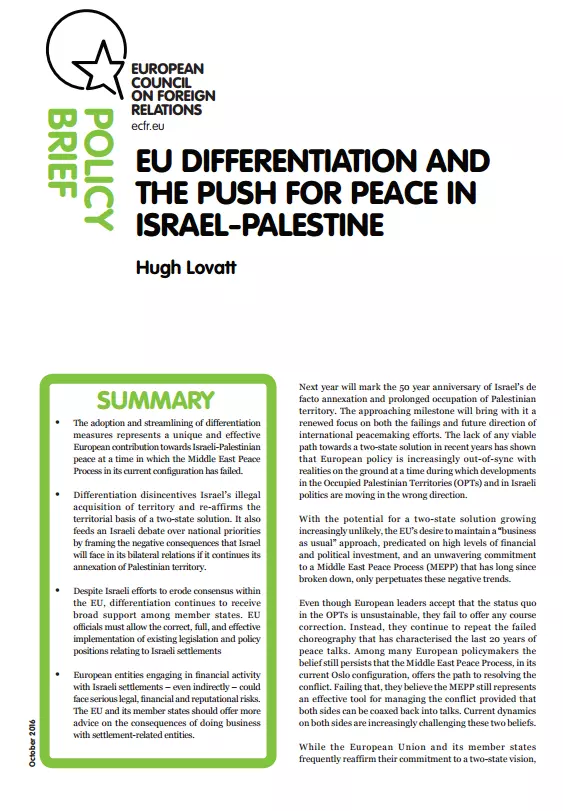 EUROPEAN
COUNCIL
ON FOREIGN
RELATIONS
ecfr.eu
POLICY
BRIEF
EU DIFFERENTIATION AND
THE PUSH FOR PEACE IN
ISRAEL-PALESTINE
Hugh Lovatt
SUMMARY
• The adoption and streamlining of differentiation
measures represents a unique and effective
European contribution towards Israeli-Palestinian
peace at a time in which the Middle East Peace
Process in its current configuration has failed.
• Differentiation disincentives Israel's illegal
acquisition of territory and re-affirms the
territorial basis of a two-state solution. It also
feeds an Israeli debate over national priorities
by framing the negative consequences that Israel
will face in its bilateral relations if it continues its
annexation of Palestinian territory.
• Despite Israeli efforts to erode consensus within
the EU, differentiation continues to receive
broad support among member states. EU
officials must allow the correct, full, and effective
implementation of existing legislation and policy
positions relating to Israeli settlements
• European entities engaging in financial activity
with Israeli settlements – even indirectly – could
face serious legal, financial and reputational risks.
The EU and its member states should offer more
advice on the consequences of doing business
with settlement-related entities.
October 2016
Next year will mark the 50 year anniversary of Israel's de
facto annexation and prolonged occupation of Palestinian
territory. The approaching milestone will bring with it a
renewed focus on both the failings and future direction of
international peacemaking efforts. The lack of any viable
path towards a two-state solution in recent years has shown
that European policy is increasingly out-of-sync with
realities on the ground at a time during which developments
in the Occupied Palestinian Territories (OPTs) and in Israeli
politics are moving in the wrong direction.
With the potential for a two-state solution growing
increasingly unlikely, the EU's desire to maintain a "business
as usual" approach, predicated on high levels of financial
and political investment, and an unwavering commitment
to a Middle East Peace Process (MEPP) that has long since
broken down, only perpetuates these negative trends.
Even though European leaders accept that the status quo
in the OPTs is unsustainable, they fail to offer any course
correction. Instead, they continue to repeat the failed
choreography that has characterised the last 20 years of
peace talks. Among many European policymakers the
belief still persists that the Middle East Peace Process, in its
current Oslo configuration, offers the path to resolving the
conflict. Failing that, they believe the MEPP still represents
an effective tool for managing the conflict provided that
both sides can be coaxed back into talks. Current dynamics
on both sides are increasingly challenging these two beliefs.
While the European Union and its member states
frequently reaffirm their commitment to a two-state vision,